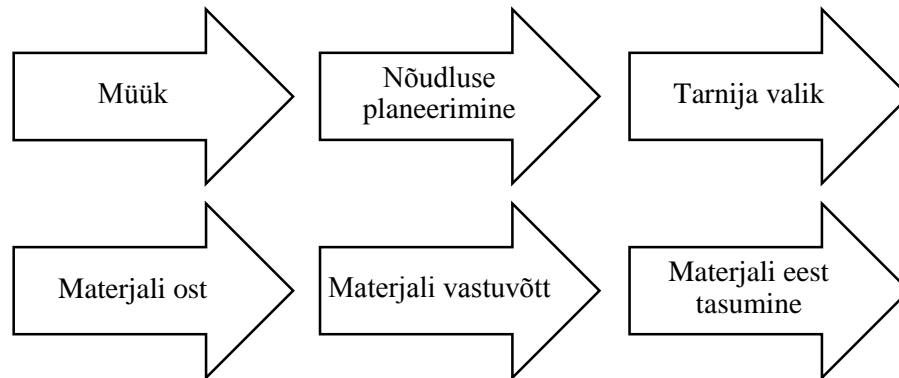 Müük
Nõudluse
planeerimine
Tarnija valik
Materjali ost
Materjali vastuvõtt
Materjali eest
tasumine